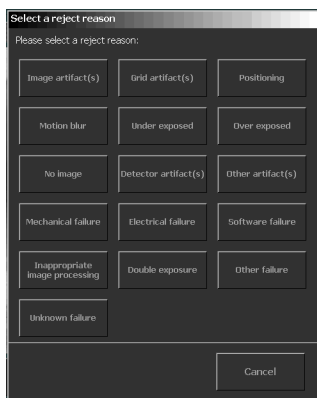 Select a reject reason
Please select a reject reason:
Image artifact(s)
Grid artifact(s)
Positioning
Motion blur
Under exposed
Over exposed
No image
Detector artifact(s)
Other artifact(s)
Mechanical failure
Electrical failure
Software failure
Inappropriate
image processing
Double exposure
Other failure
Unknown failure
Cancel